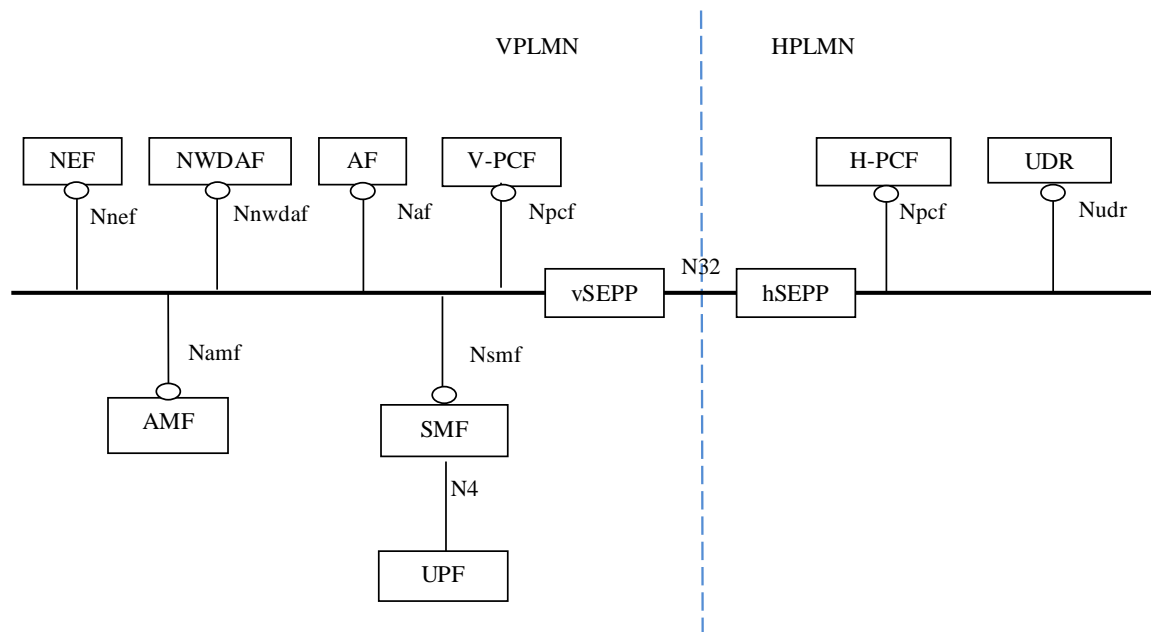 VPLMN
HPLMN
NEF
NWDAF
AF
V-PCF
H-PCF
UDR
Nnef
Nnwdaf
Naf
Npcf
Npcf
Nudr
N32
vSEPP
hSEPP
Namf
Nsmf
AMF
SMF
N4
UPF